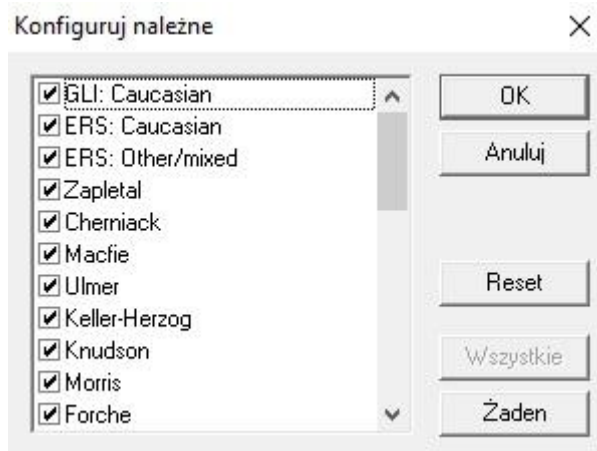 Konfiguruj należne
GLI: Caucasian
ERS: Caucasian
ERS: Other/mixed
Zapletal
Cherniack
Macfie
Ulmer
Keller-Herzog
Knudson
Morris
Forche
OK
Anuluj
Reset
Wszystkie
Żaden